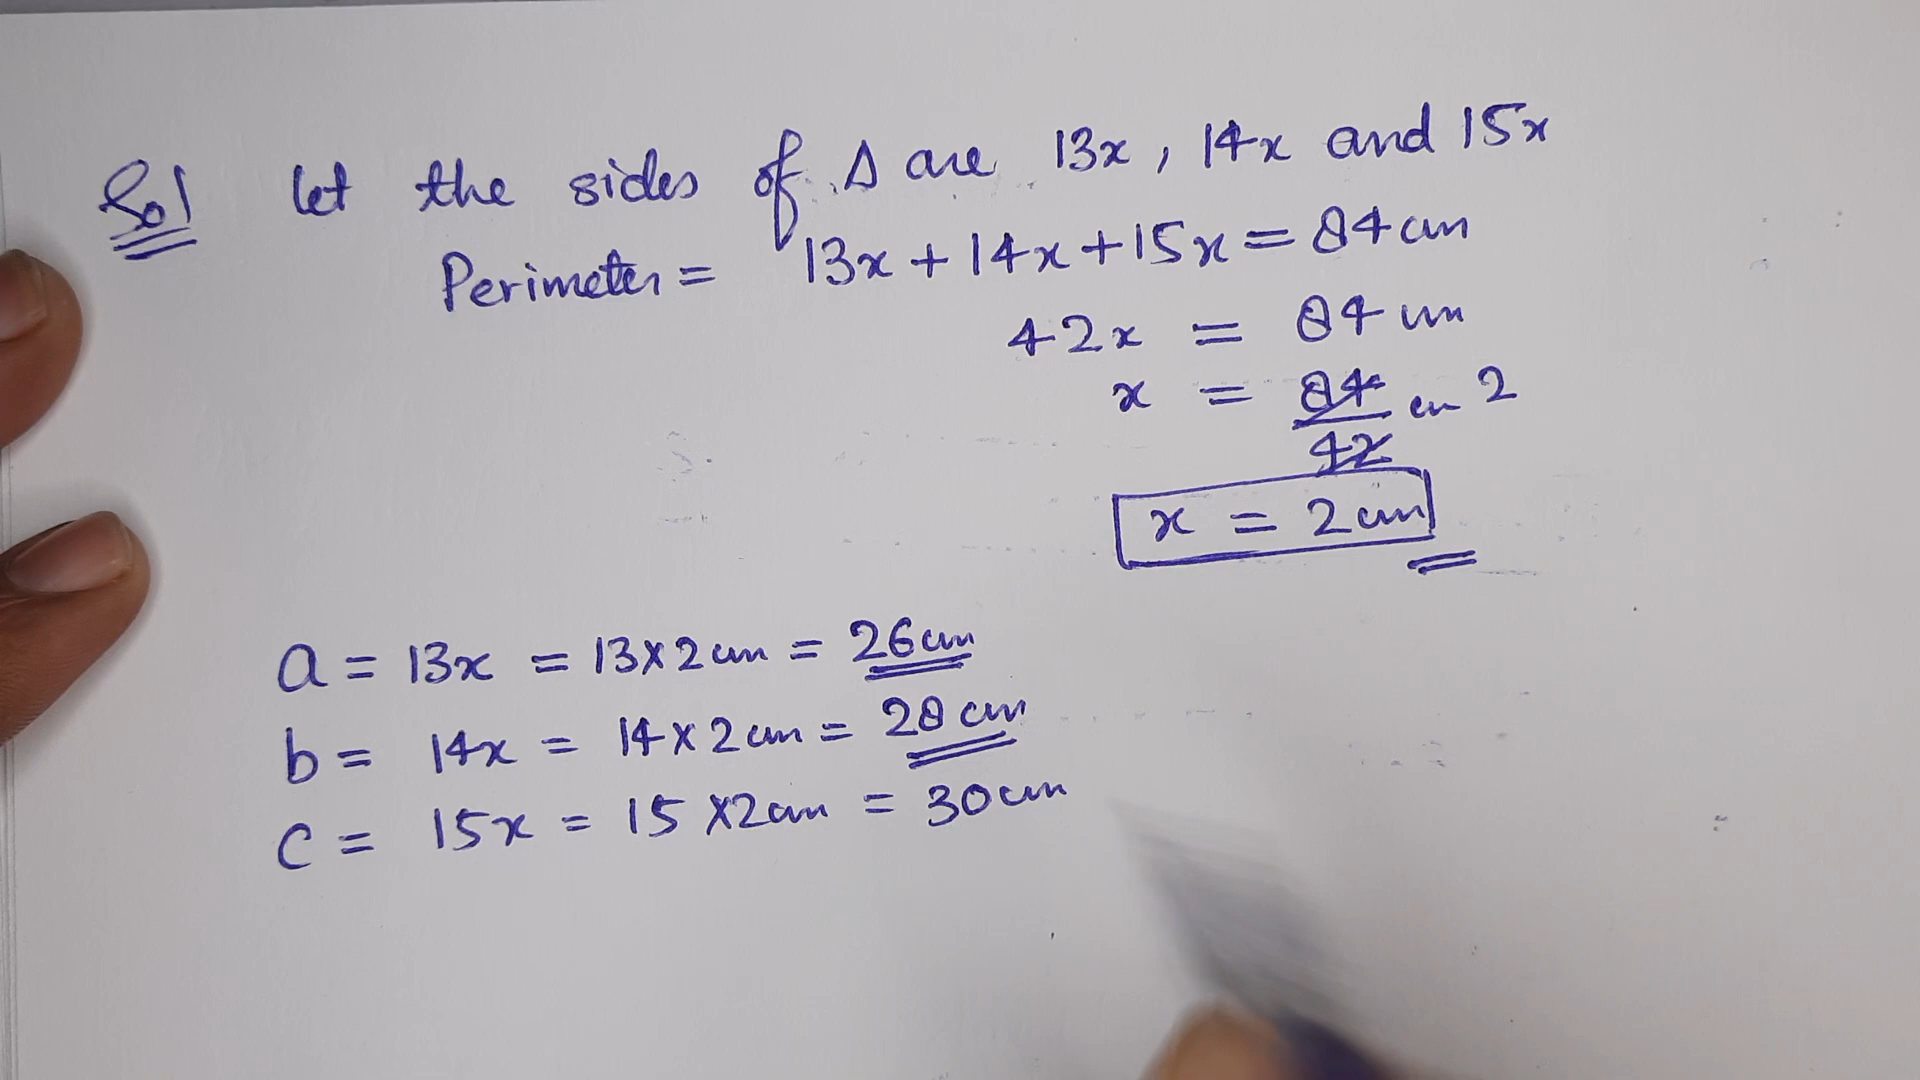 Sol let the sides of Δ are 13x, 14x and 15x
Perimeter = 13x + 14x + 15x = 84 cm
42x = 84 cm
x = 84/42 cm 2
x = 2 cm
a = 13x = 13 × 2 cm = 26 cm
b = 14x = 14 × 2 cm = 28 cm
c = 15x = 15 × 2 cm = 30 cm